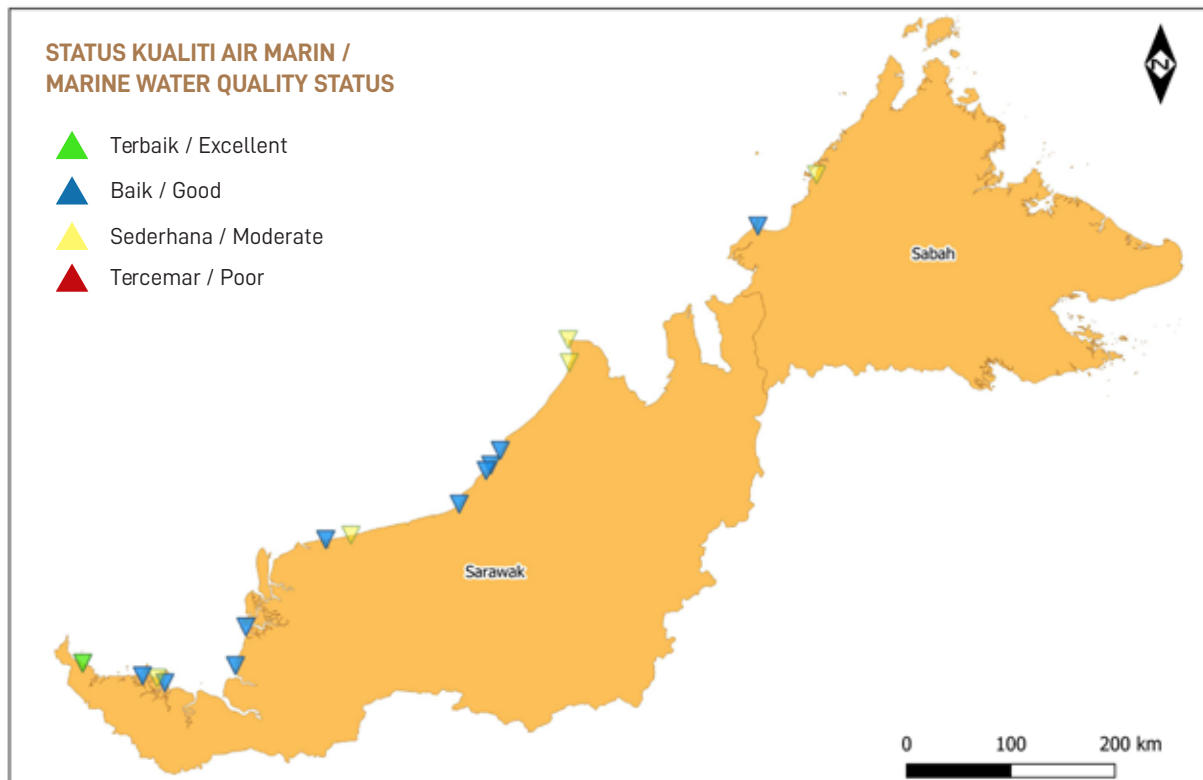 STATUS KUALITI AIR MARIN /
MARINE WATER QUALITY STATUS
Terbaik / Excellent
Baik / Good
Sederhana / Moderate
Tercemar / Poor
N
Sabah
Sarawak
0 100 200 km